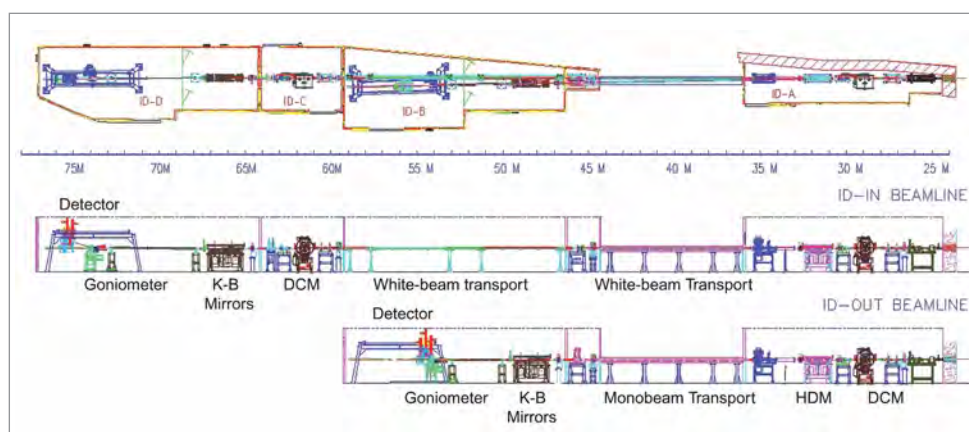 ID-D
ID-C
ID-B
ID-A
75M 70M 65M 60M 55 M 50 M 45 M 40 M 35 M 30 M 25 M
ID-IN BEAMLINE
Detector
Goniometer
K-B
Mirrors
DCM
White-beam transport
White-beam Transport
ID-OUT BEAMLINE
Detector
Goniometer
K-B
Mirrors
Monobeam Transport
HDM
DCM